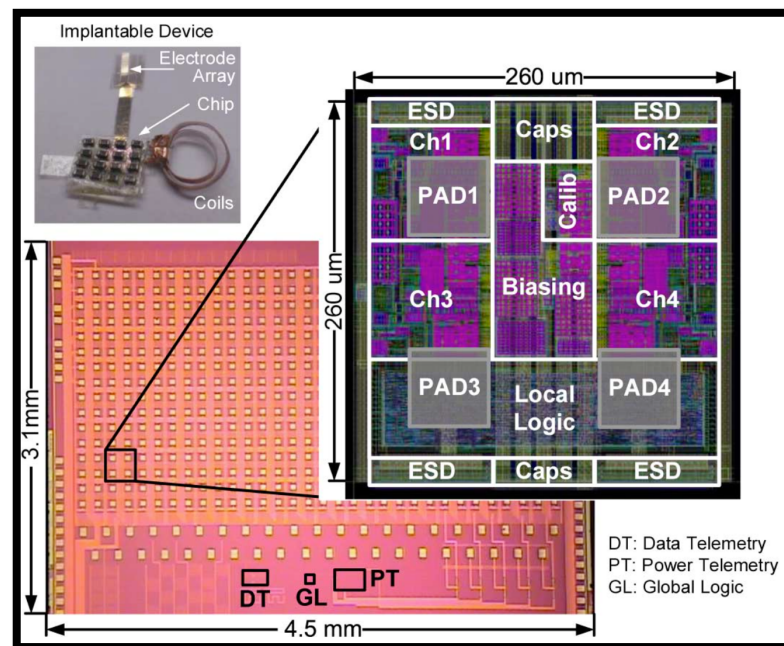 Implantable Device
Electrode
Array
Chip
Coils
260 um
260 um
ESD
Caps
ESD
Ch1
Ch2
PAD1
Calib
PAD2
Ch3
Biasing
Ch4
PAD3
Local
Logic
PAD4
ESD
Caps
ESD
3.1mm
DT
GL
PT
4.5 mm
DT: Data Telemetry
PT: Power Telemetry
GL: Global Logic